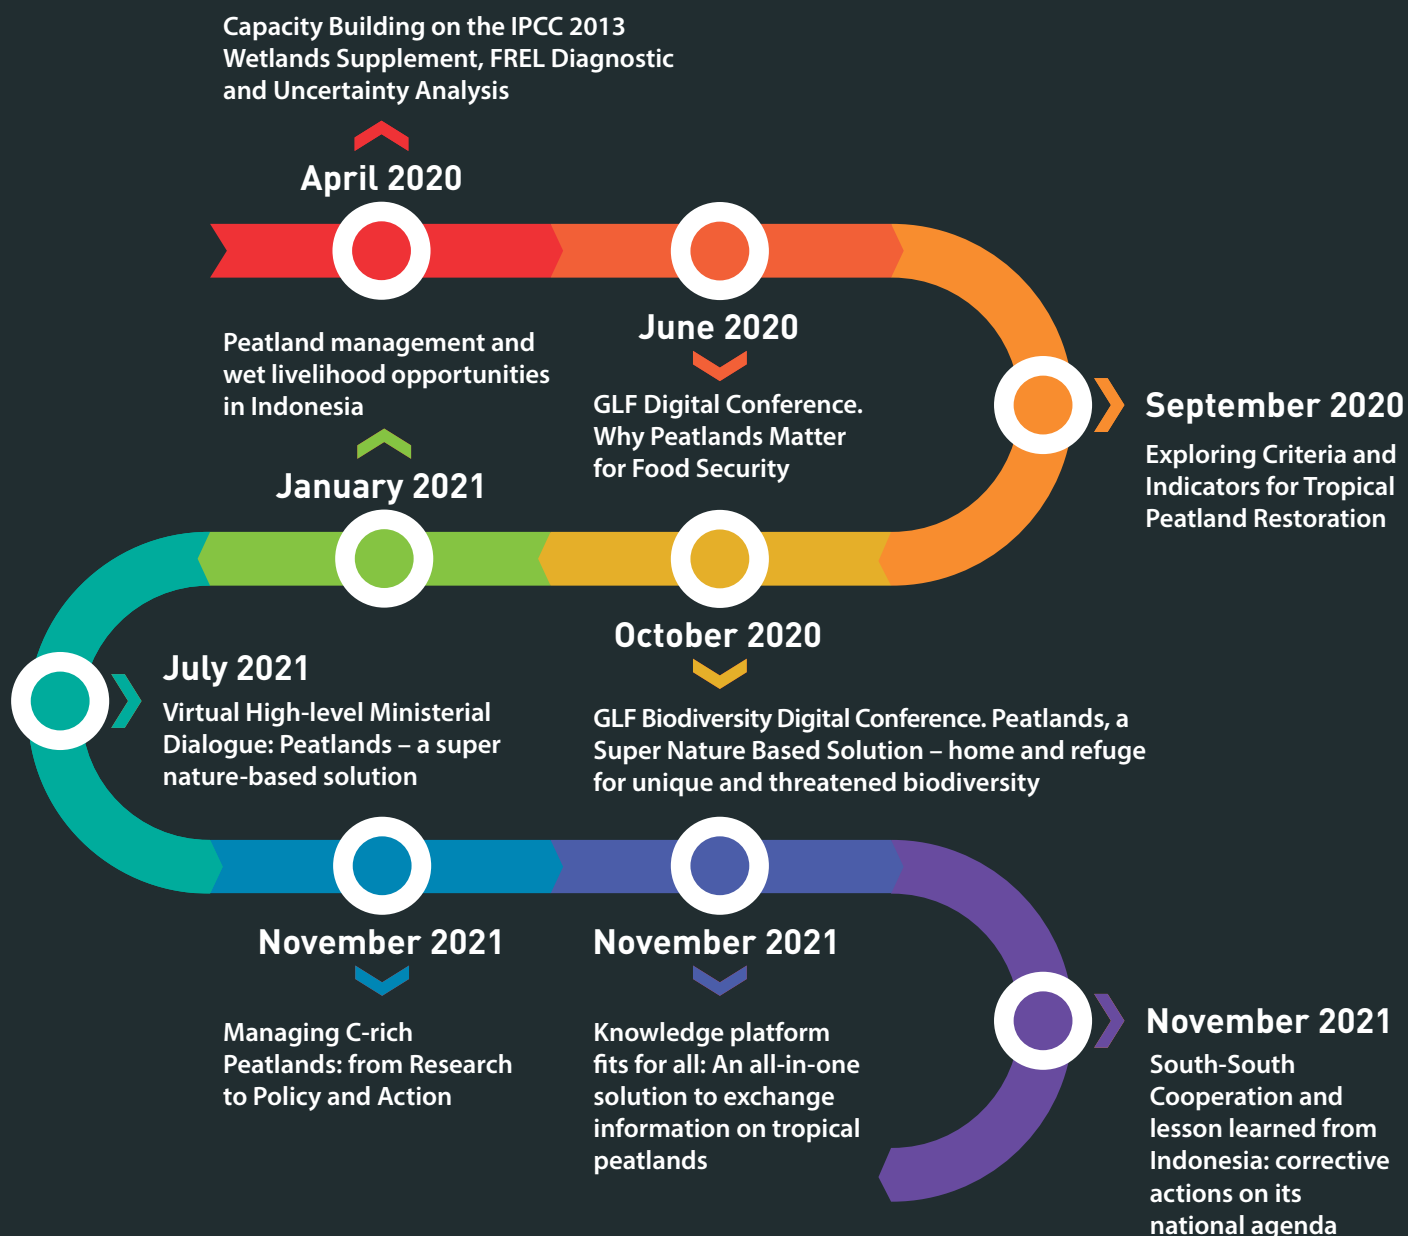 Capacity Building on the IPCC 2013
Wetlands Supplement, FREL Diagnostic
and Uncertainty Analysis
April 2020
June 2020
GLF Digital Conference.
Why Peatlands Matter
for Food Security
September 2020
Exploring Criteria and
Indicators for Tropical
Peatland Restoration
October 2020
GLF Biodiversity Digital Conference. Peatlands, a
Super Nature Based Solution – home and refuge
for unique and threatened biodiversity
Peatland management and
wet livelihood opportunities
in Indonesia
January 2021
July 2021
Virtual High-level Ministerial
Dialogue: Peatlands – a super
nature-based solution
November 2021
Managing C-rich
Peatlands: from Research
to Policy and Action
November 2021
Knowledge platform
fits for all: An all-in-one
solution to exchange
information on tropical
peatlands
November 2021
South-South
Cooperation and
lesson learned from
Indonesia: corrective
actions on its
national agenda